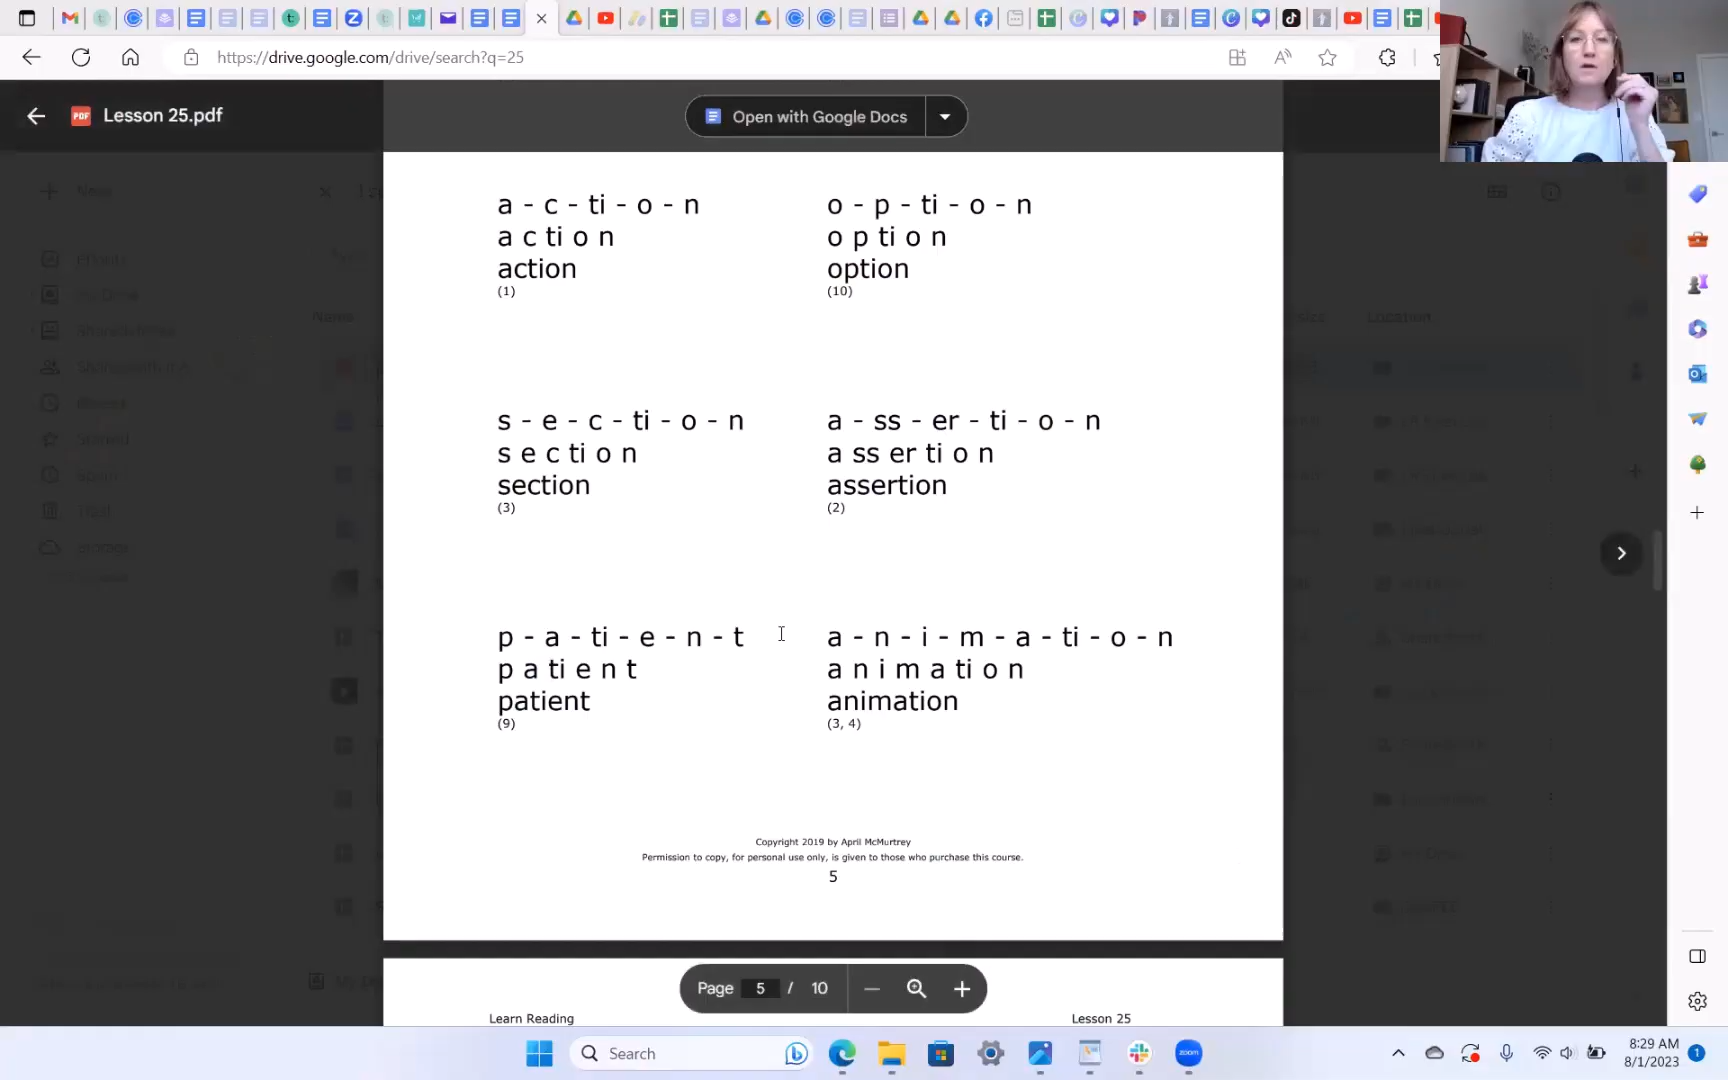 https://drive.google.com/drive/search?q=25
Lesson 25.pdf
Open with Google Docs
a - c - ti - o - n
a c ti o n
action
(1)
o - p - ti - o - n
o p ti o n
option
(10)
s - e - c - ti - o - n
s e c ti o n
section
(3)
a - ss - er - ti - o - n
a ss er ti o n
assertion
(2)
p - a - ti - e - n - t
p a ti e n t
patient
(9)
a - n - i - m - a - ti - o - n
a n i m a ti o n
animation
(3, 4)
Copyright 2019 by April McMurtrey
Permission to copy, for personal use only, is given to those who purchase this course.
5
Page 5 / 10
Learn Reading
Lesson 25
Name
Location
Search
zoom
8:29 AM
8/1/2023
1